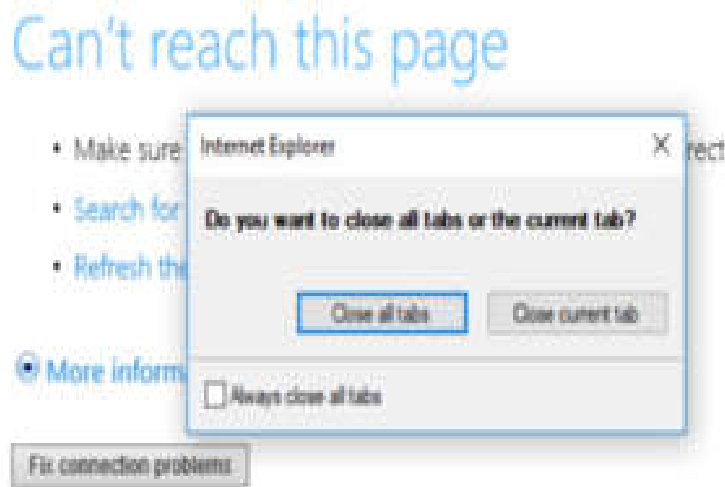 Can't reach this page
• Make sure
rect
• Search for
• Refresh the
More inform
Fix connection problems
Internet Explorer
X
Do you want to close all tabs or the current tab?
Close all tabs
Close current tab
Always close all tabs